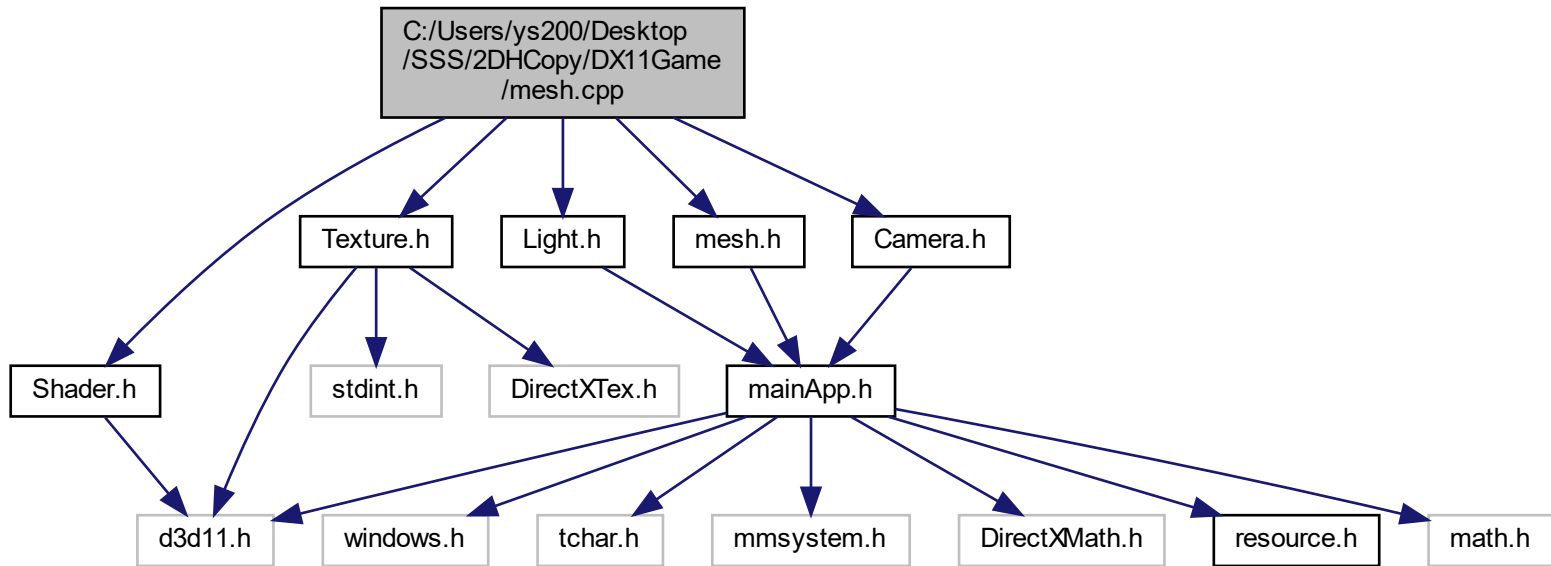 C:/Users/ys200/Desktop
/SSS/2DHCopy/DX11Game
/mesh.cpp
Texture.h
Light.h
mesh.h
Camera.h
Shader.h
stdint.h
DirectXTex.h
mainApp.h
d3d11.h
windows.h
tchar.h
mmsystem.h
DirectXMath.h
resource.h
math.h